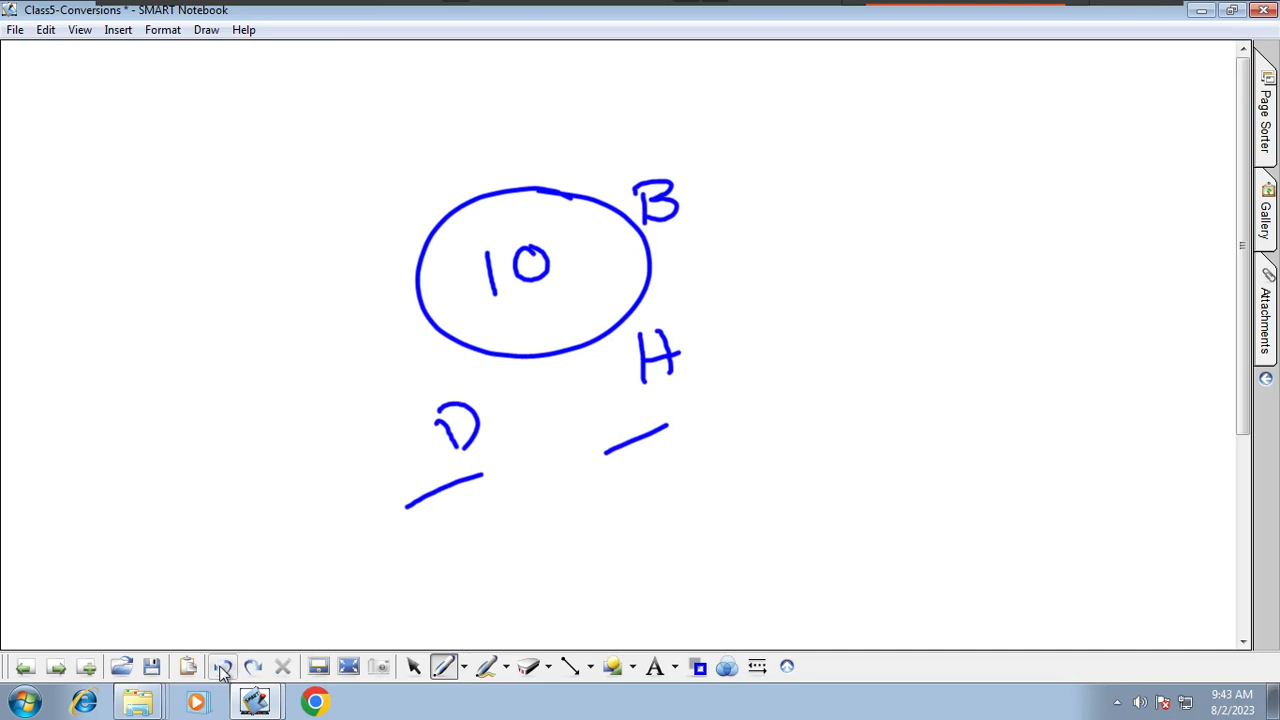 Class5-Conversions * - SMART Notebook
File Edit View Insert Format Draw Help
B
10
H
D
Page Sorter
Gallery
Attachments
A
9:43 AM
8/2/2023